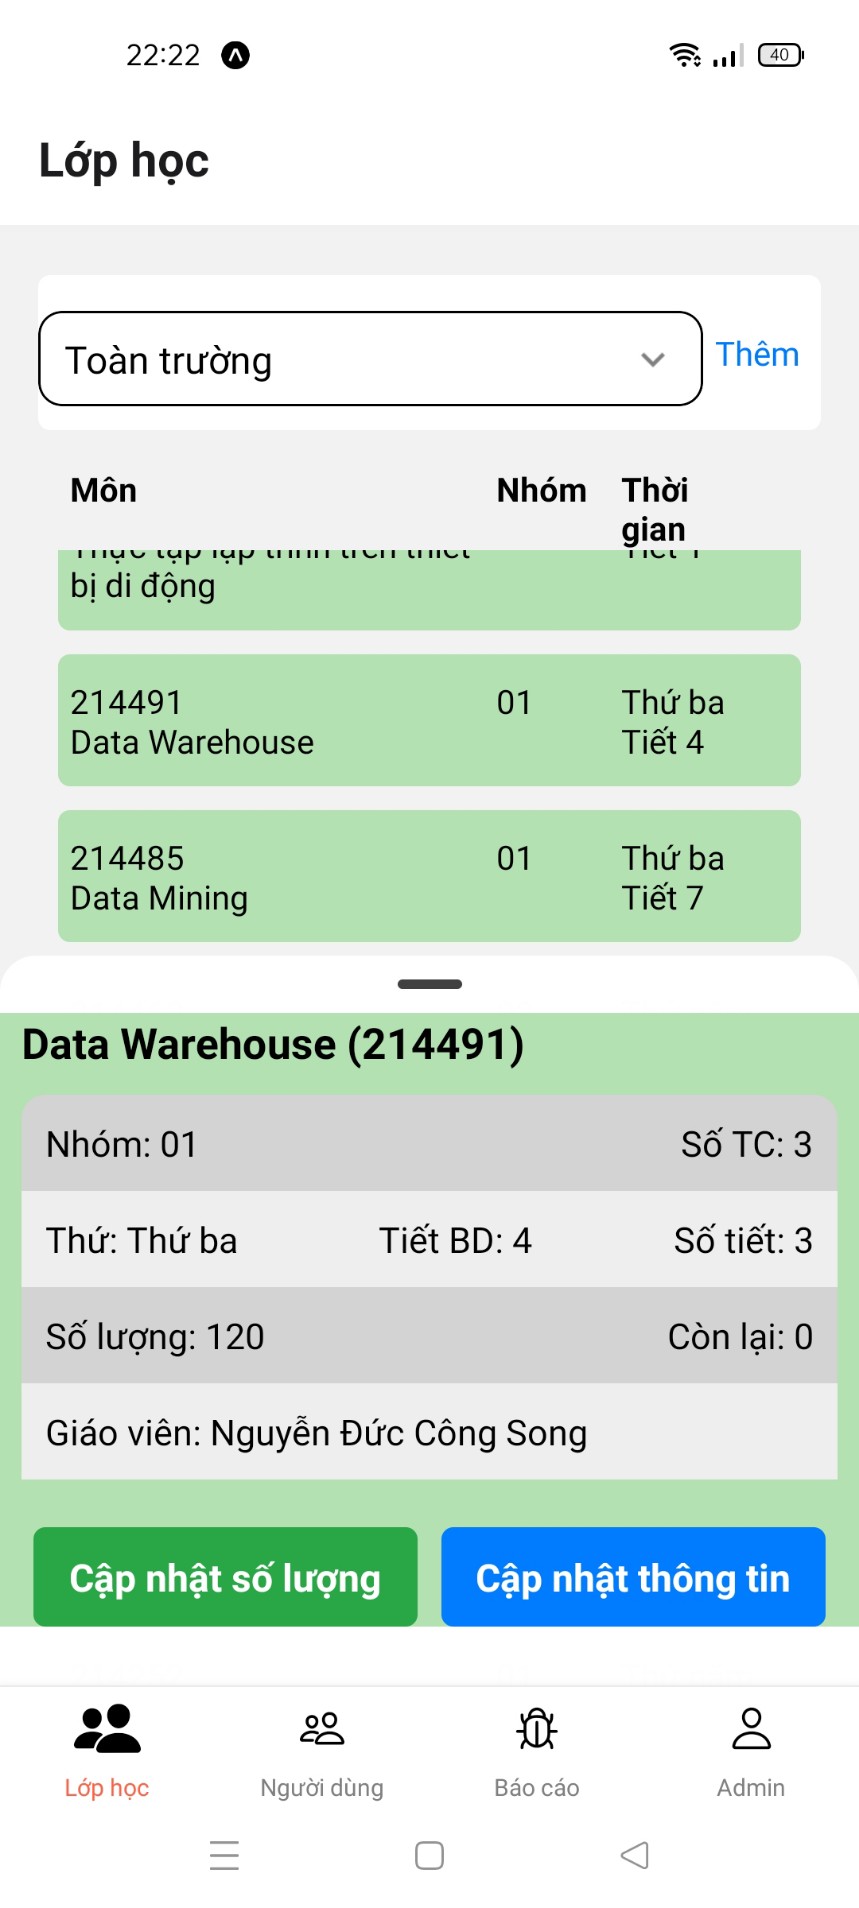 22:22
40
Lớp học
Toàn trường
Thêm
Môn Nhóm Thời gian
bị di động
214491 01 Thứ ba
Data Warehouse Tiết 4
214485 01 Thứ ba
Data Mining Tiết 7
Data Warehouse (214491)
Nhóm: 01 Số TC: 3
Thứ: Thứ ba Tiết BD: 4 Số tiết: 3
Số lượng: 120 Còn lại: 0
Giáo viên: Nguyễn Đức Công Song
Cập nhật số lượng Cập nhật thông tin
Lớp học Người dùng Báo cáo Admin